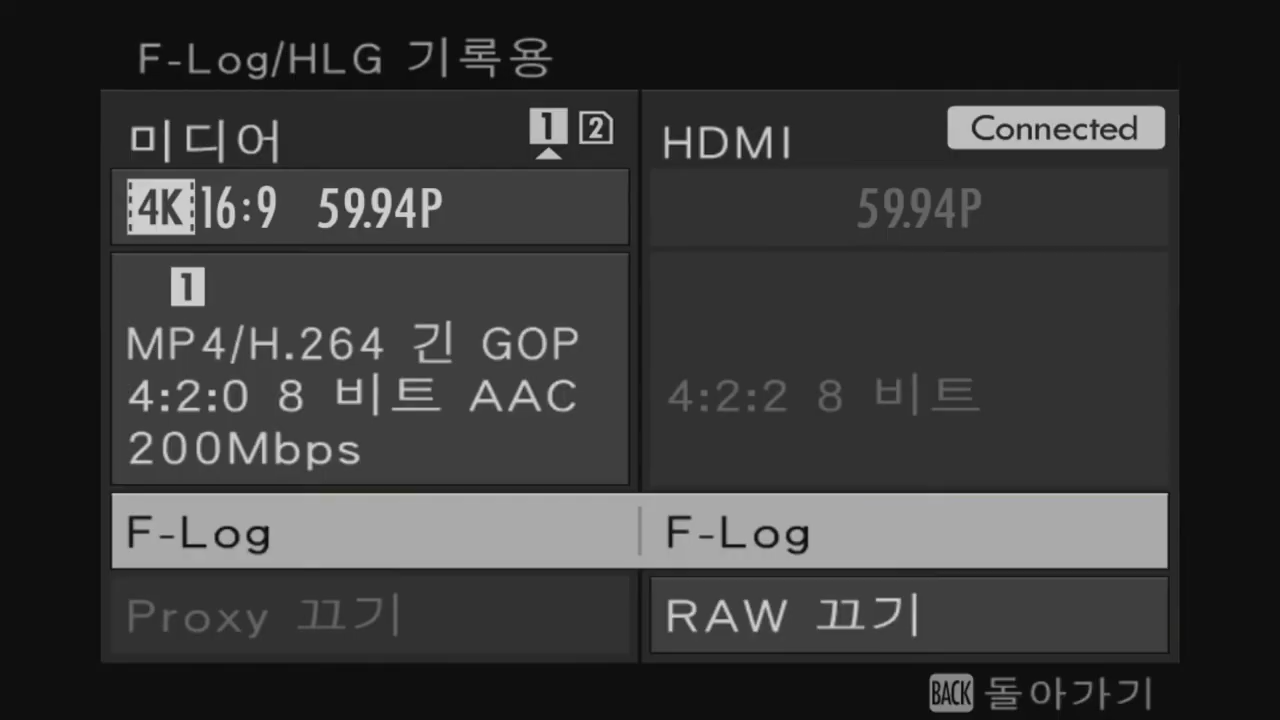 F-Log/HLG 기록용
미디어 1 2
HDMI Connected
4K 16:9 59.94P
59.94P
1
MP4/H.264 긴 GOP
4:2:0 8 비트 AAC
200Mbps
4:2:2 8 비트
F-Log
F-Log
Proxy 끄기
RAW 끄기
BACK 돌아가기